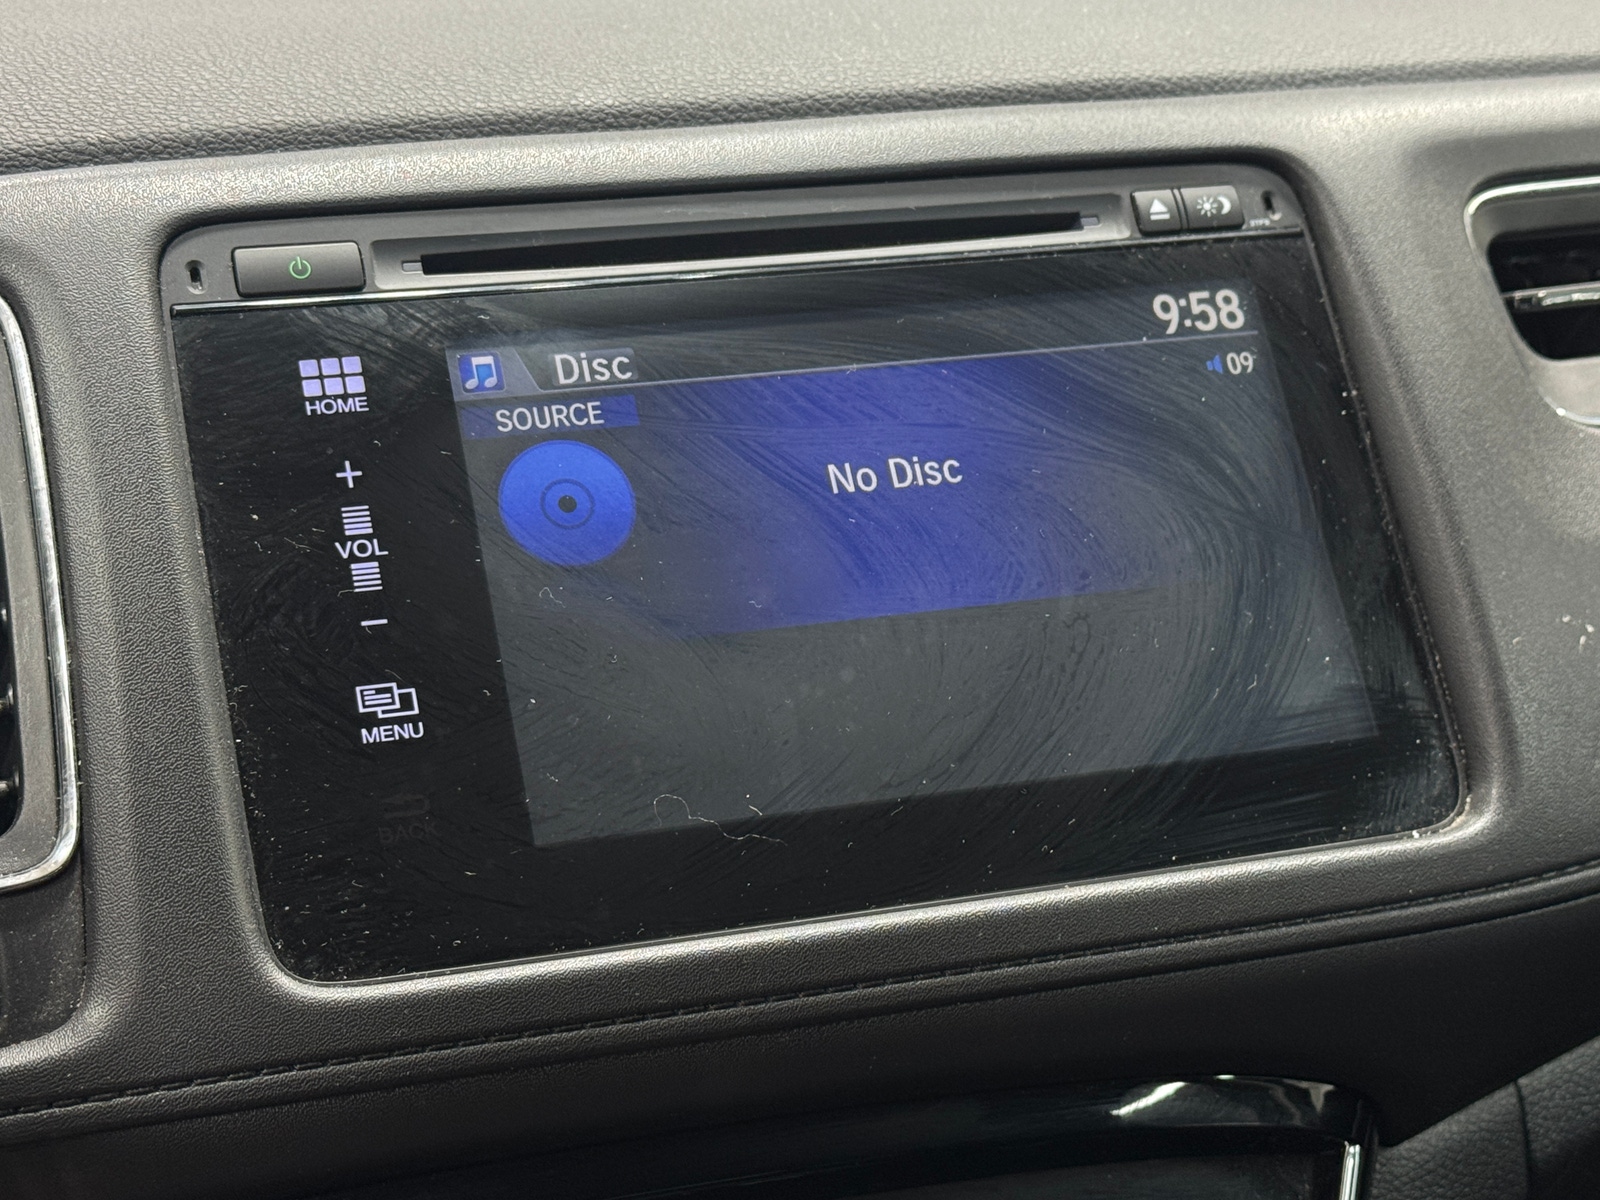 9:58
Disc
09
HOME
SOURCE
No Disc
+
VOL
−
MENU
BACK